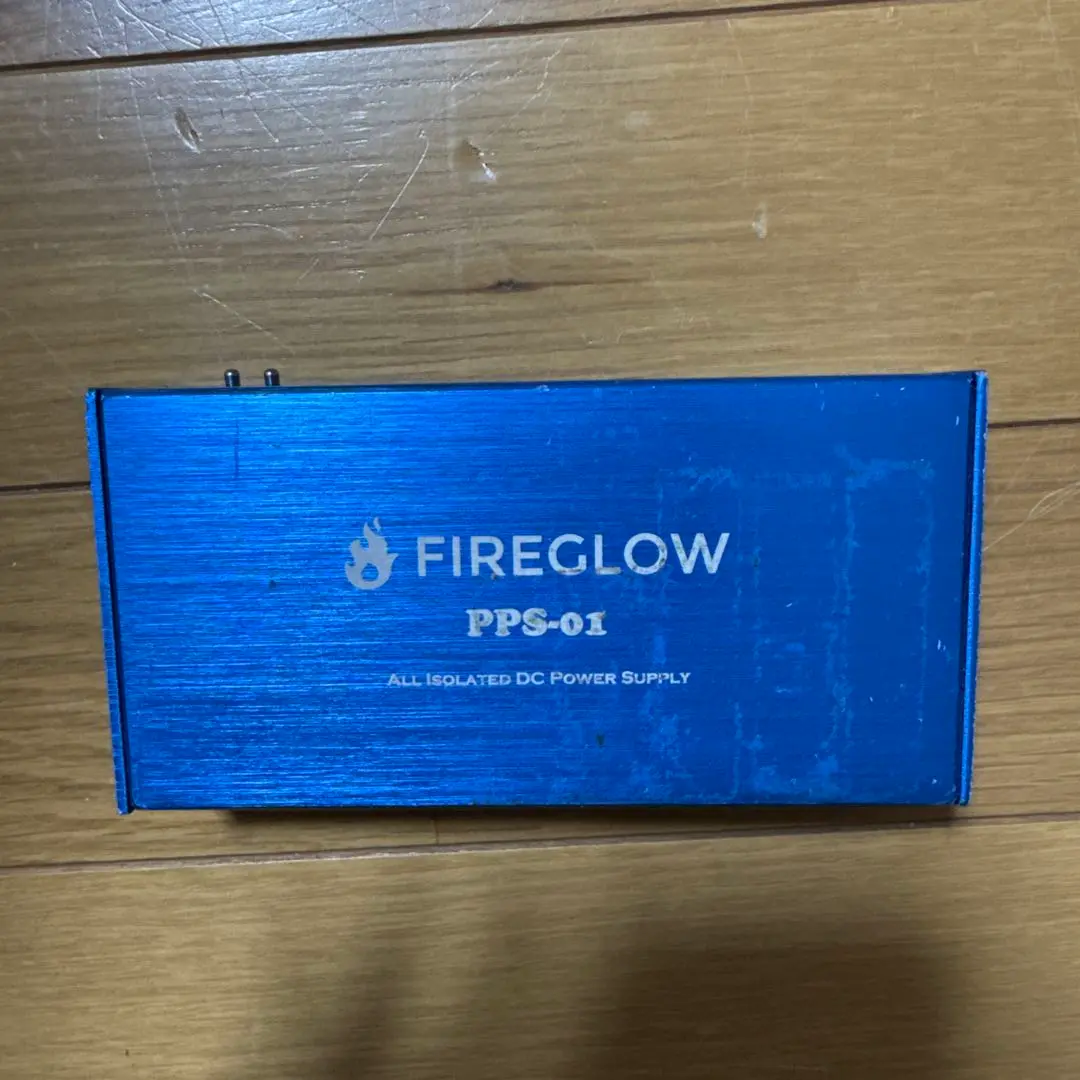 FIREGLOW
PPS-01
ALL ISOLATED DC POWER SUPPLY